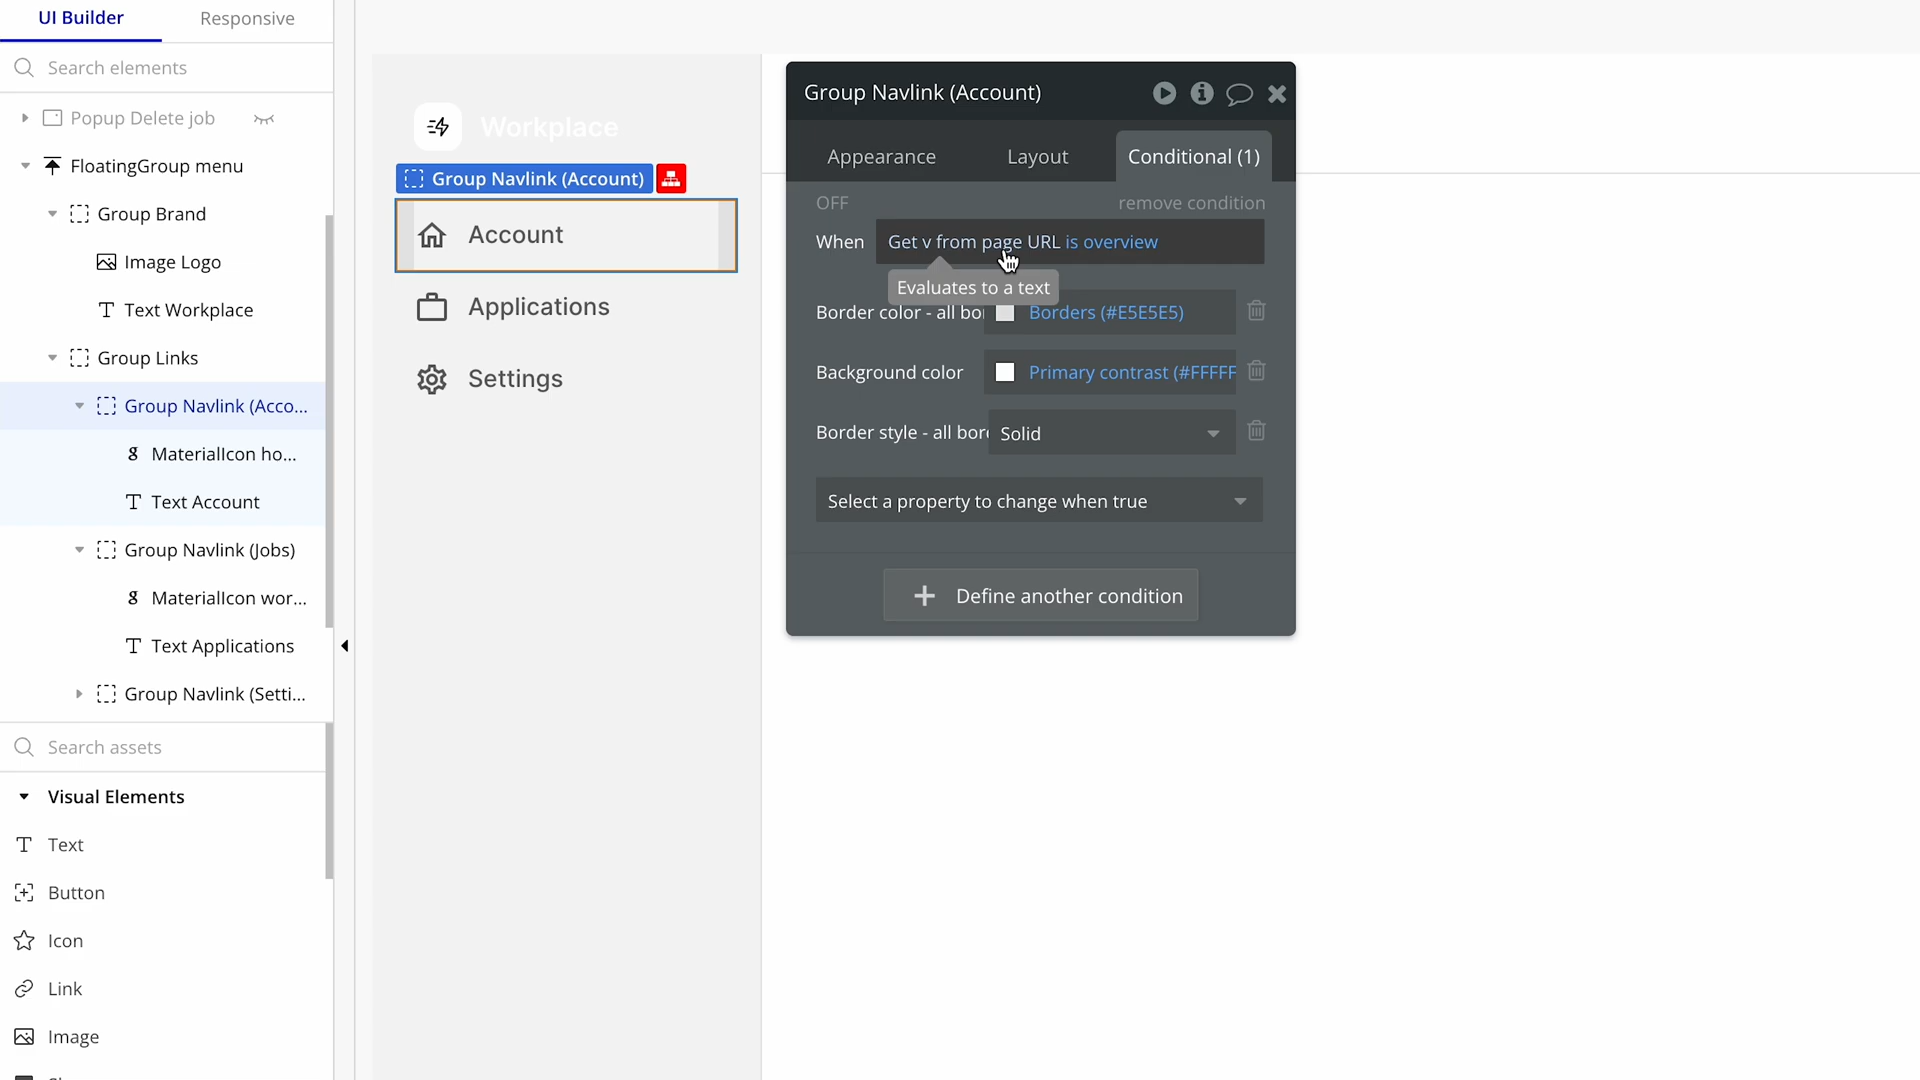 UI Builder
Responsive
Search elements
Popup Delete job
FloatingGroup menu
Group Brand
Image Logo
Text Workplace
Group Links
Group Navlink (Acco...
MaterialIcon ho...
Text Account
Group Navlink (Jobs)
MaterialIcon wor...
Text Applications
Group Navlink (Setti...
Search assets
Visual Elements
Text
Button
Icon
Link
Image
Workplace
Group Navlink (Account)
Account
Applications
Settings
Group Navlink (Account)
Appearance
Layout
Conditional (1)
OFF
remove condition
When
Get v from page URL is overview
Evaluates to a text
Border color - all bor
Borders (#E5E5E5)
Background color
Primary contrast (#FFFFF
Border style - all bor
Solid
Select a property to change when true
Define another condition